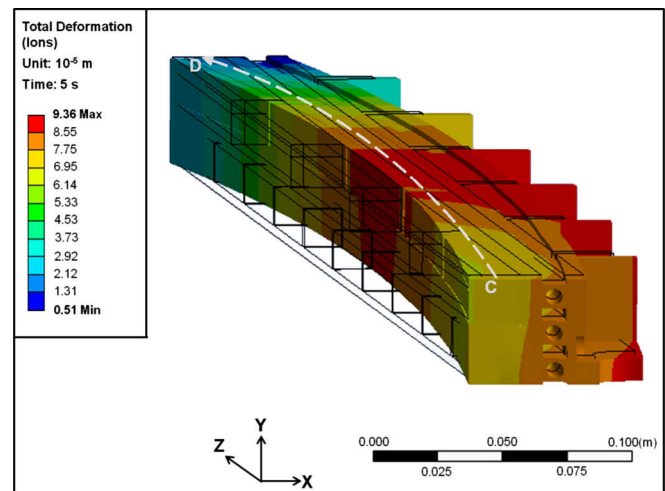 Total Deformation
(Ions)
Unit: 10⁻⁵ m
Time: 5 s
9.36 Max
8.55
7.75
6.95
6.14
5.33
4.53
3.73
2.92
2.12
1.31
0.51 Min
D
C
Y
Z
X
0.000
0.050
0.100(m)
0.025
0.075